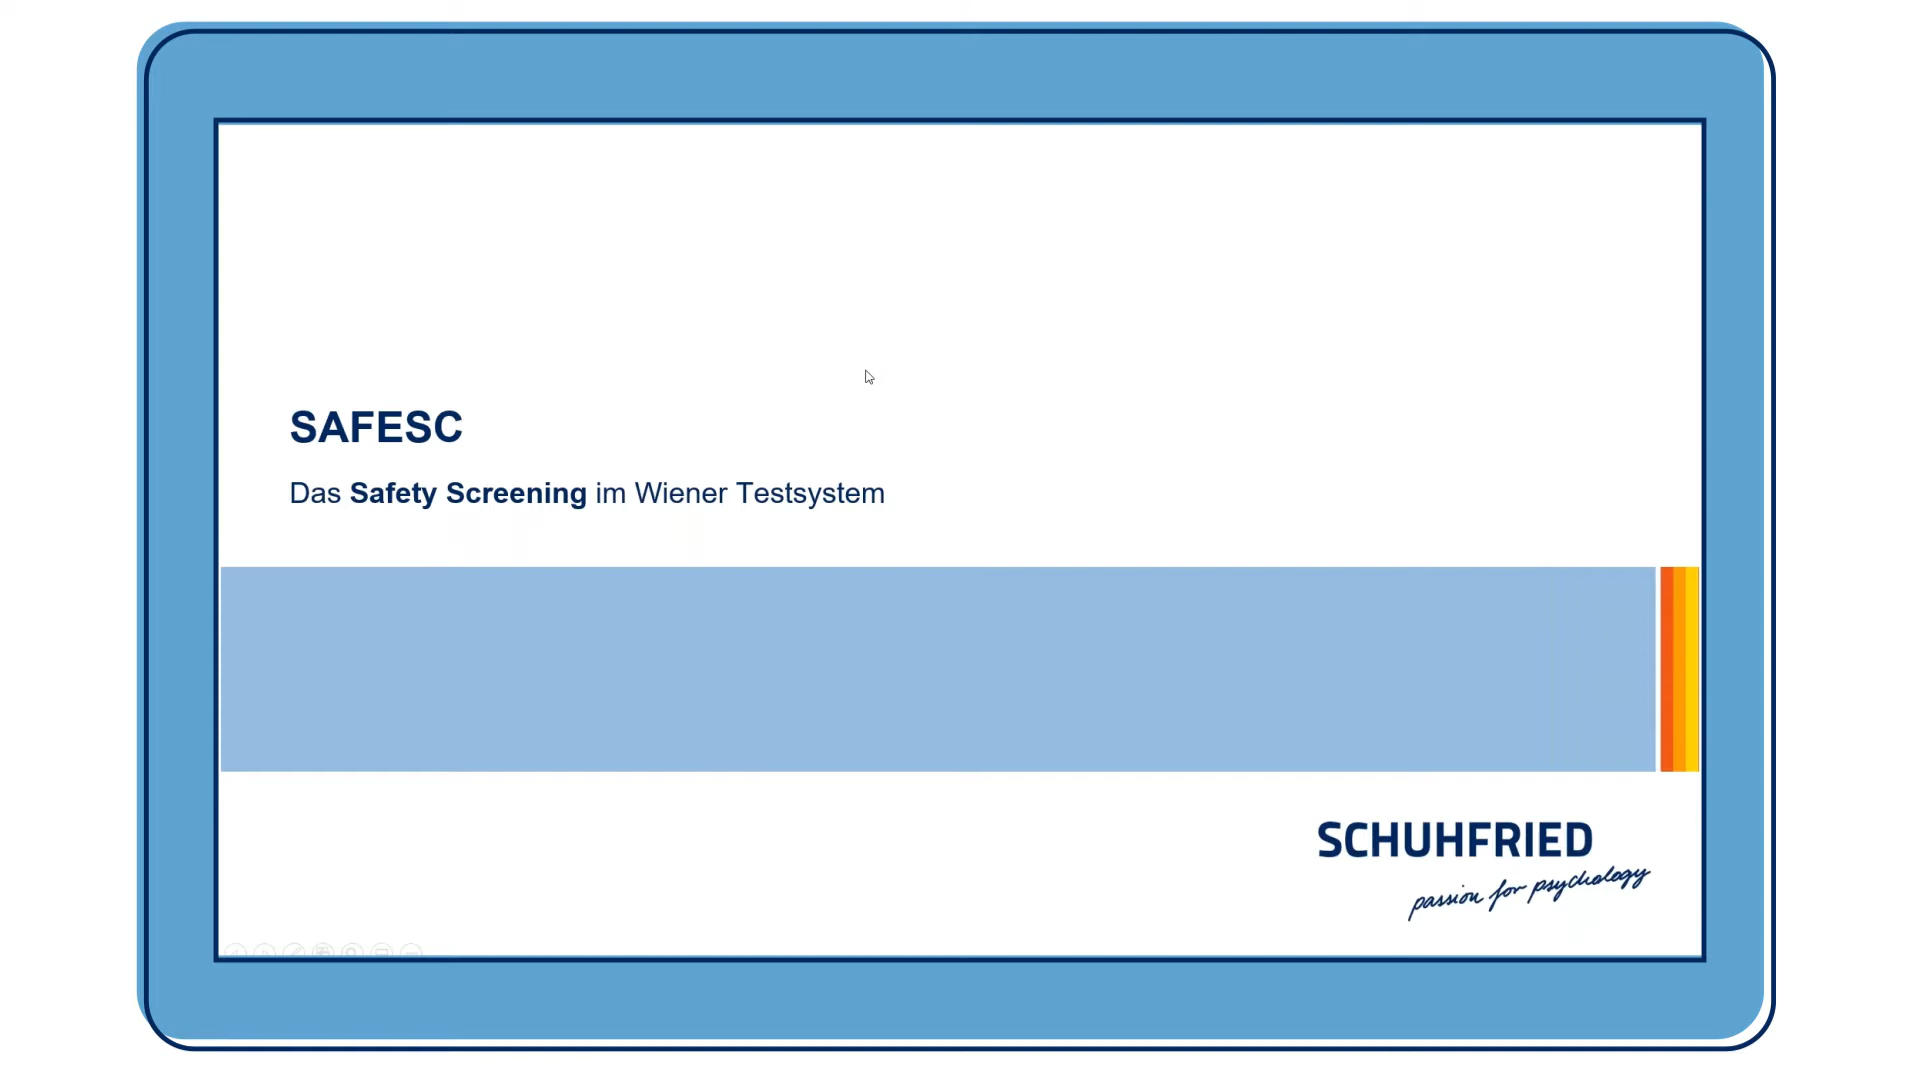 SAFESC
Das Safety Screening im Wiener Testsystem
SCHUHFRIED
passion for psychology